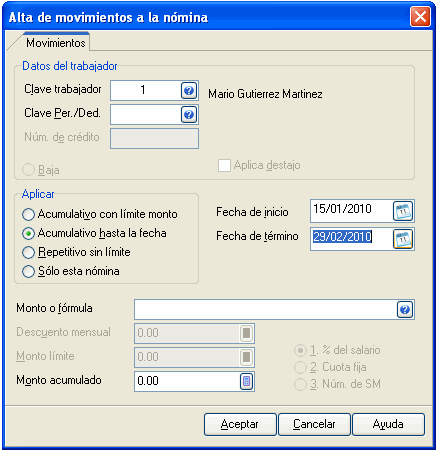 Alta de movimientos a la nómina
Movimientos
Datos del trabajador
Clave trabajador 1 Mario Gutierrez Martinez
Clave Per./Ded.
Núm. de crédito
Baja Aplica destajo
Aplicar
Acumulativo con límite monto
Acumulativo hasta la fecha
Repetitivo sin límite
Sólo esta nómina
Fecha de inicio 15/01/2010
Fecha de término 29/02/2010
Monto o fórmula
Descuento mensual 0.00
Monto límite 0.00
Monto acumulado 0.00
1. % del salario
2. Cuota fija
3. Núm. de SM
Aceptar Cancelar Ayuda